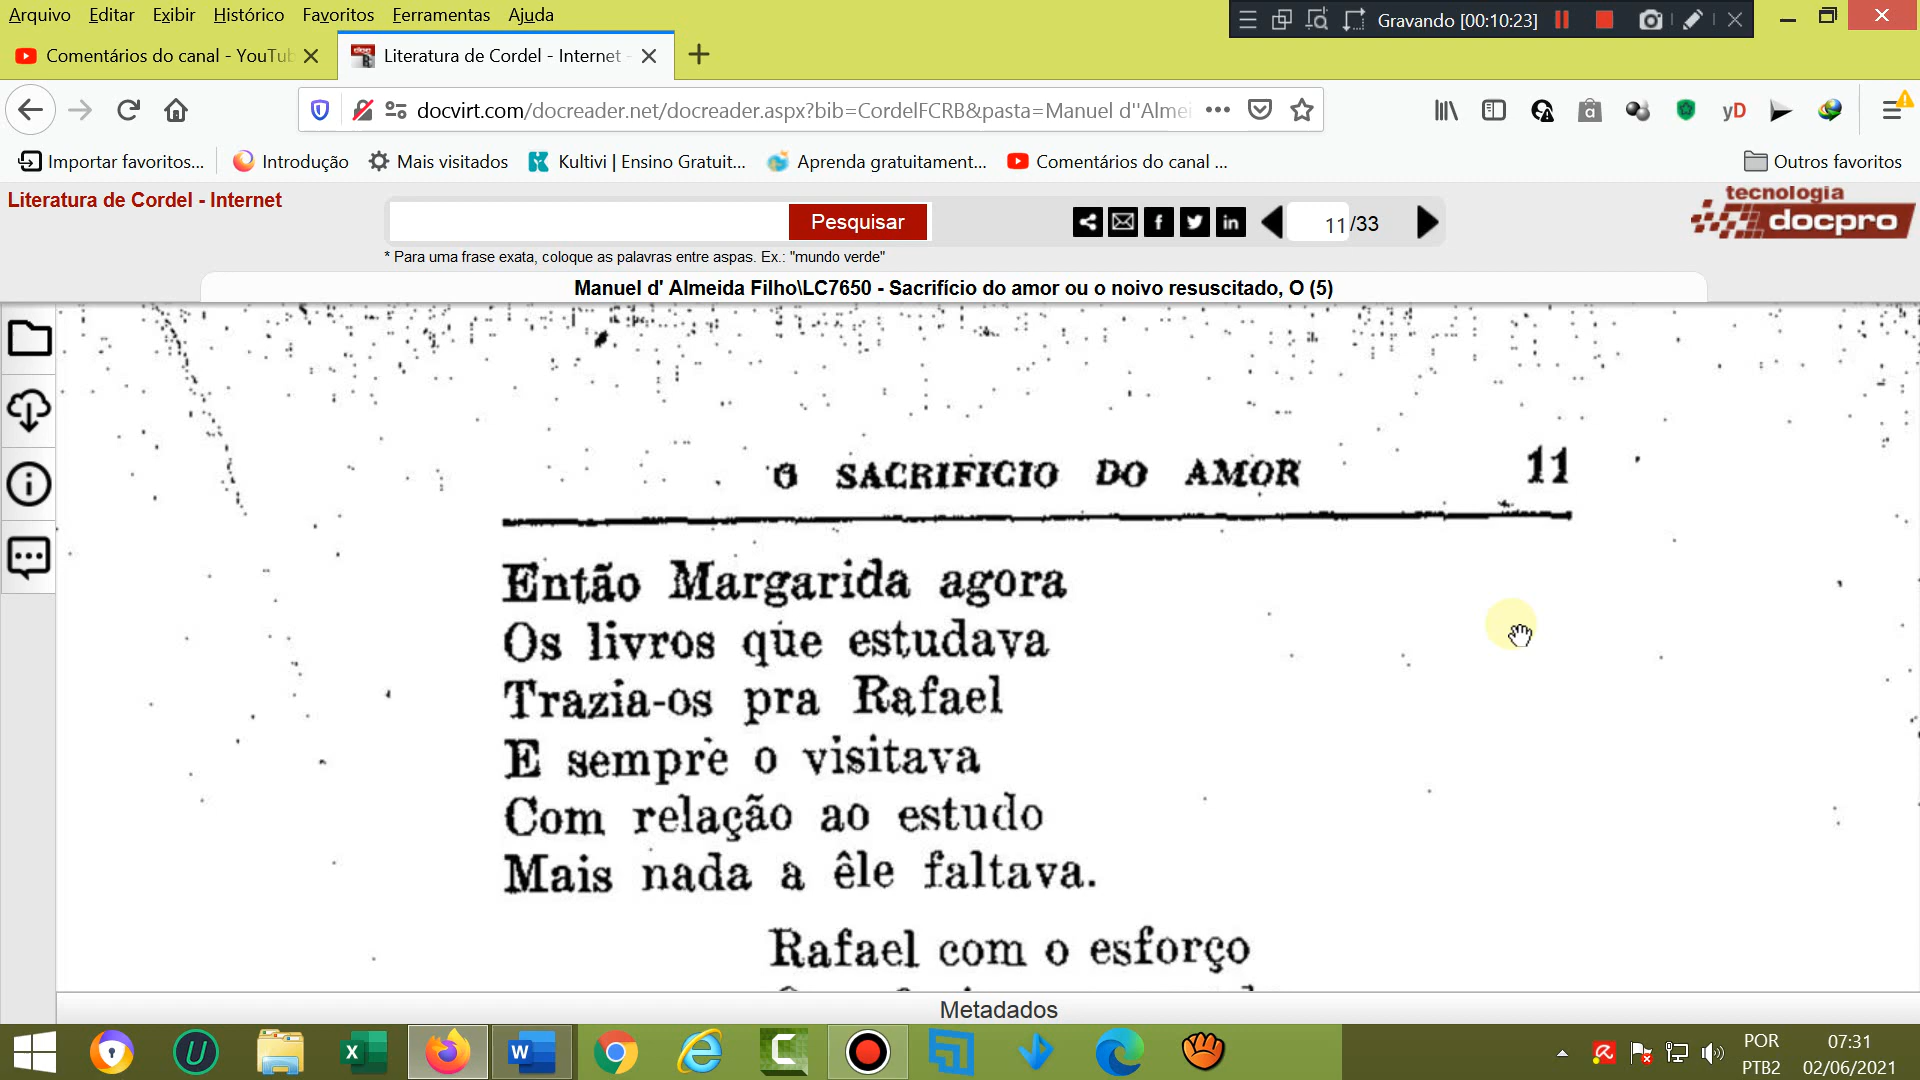 Arquivo Editar Exibir Histórico Favoritos Ferramentas Ajuda
Gravando [00:10:23]
Comentários do canal - YouTub
Literatura de Cordel - Internet -
docvirt.com/docreader.net/docreader.aspx?bib=CordelFCRB&pasta=Manuel d''Almei
yD
Importar favoritos... Introdução Mais visitados Kultivi | Ensino Gratuit... Aprenda gratuitament... Comentários do canal ... Outros favoritos
Literatura de Cordel - Internet
Pesquisar
11/33
tecnologia
docpro
* Para uma frase exata, coloque as palavras entre aspas. Ex.: "mundo verde"
Manuel d' Almeida Filho\LC7650 - Sacrifício do amor ou o noivo resuscitado, O (5)
O SACRIFICIO DO AMOR 11
Então Margarida agora
Os livros que estudava
Trazia-os pra Rafael
E sempre o visitava
Com relação ao estudo
Mais nada a êle faltava.
Rafael com o esforço
Metadados
POR
PTB2
07:31
02/06/2021